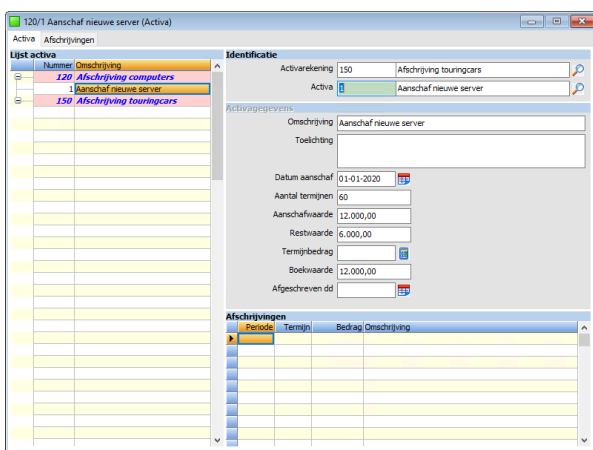 120/1 Aanschaf nieuwe server (Activa)
Activa Afschrijvingen
Lijst activa
Nummer Omschrijving
120 Afschrijving computers
1 Aanschaf nieuwe server
150 Afschrijving touringcars
Identificatie
Activarekening 150 Afschrijving touringcars
Activa 1 Aanschaf nieuwe server
Activagegevens
Omschrijving Aanschaf nieuwe server
Toelichting
Datum aanschaf 01-01-2020
Aantal termijnen 60
Aanschafwaarde 12.000,00
Restwaarde 6.000,00
Termijnbedrag
Boekwaarde 12.000,00
Afgeschreven dd
Afschrijvingen
Periode Termijn Bedrag Omschrijving